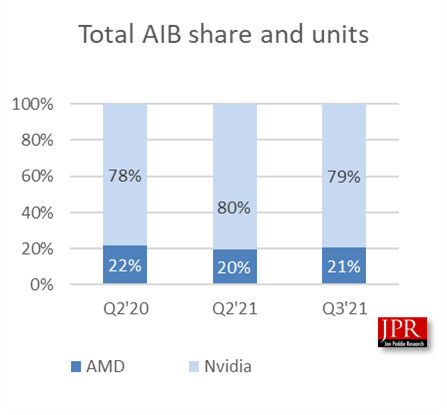 Total AIB share and units
100%
80%
60%
40%
20%
0%
78%
80%
79%
22%
20%
21%
Q2'20
Q2'21
Q3'21
JPR
Jon Peddie Research
AMD
Nvidia